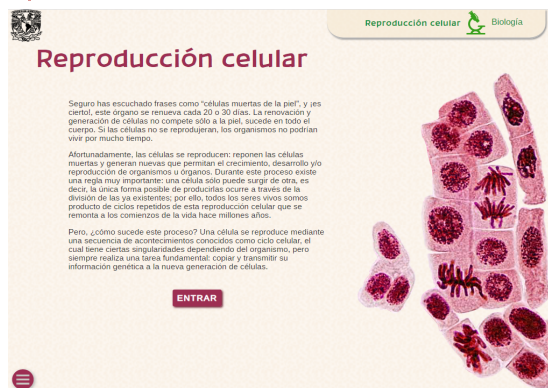 Reproducción celular
Biología
Reproducción celular
Seguro has escuchado frases como “células muertas de la piel”, y ¡es
cierto!, este órgano se renueva cada 20 o 30 días. La renovación y
generación de células no compete sólo a la piel, sucede en todo el
cuerpo. Si las células no se reprodujeran, los organismos no podrían
vivir por mucho tiempo.
Afortunadamente, las células se reproducen: reponen las células
muertas y generan nuevas que permitan el crecimiento, desarrollo y/o
reproducción de organismos u órganos. Durante este proceso existe
una regla muy importante: una célula sólo puede surgir de otra, es
decir, la única forma posible de producirlas ocurre a través de la
división de las ya existentes; por ello, todos los seres vivos somos
producto de ciclos repetidos de esta reproducción celular que se
remonta a los comienzos de la vida hace millones años.
Pero, ¿cómo sucede este proceso? Una célula se reproduce mediante
una secuencia de acontecimientos conocidos como ciclo celular, el
cual tiene ciertas singularidades dependiendo del organismo, pero
siempre realiza una tarea fundamental: copiar y transmitir su
información genética a la nueva generación de células.
ENTRAR